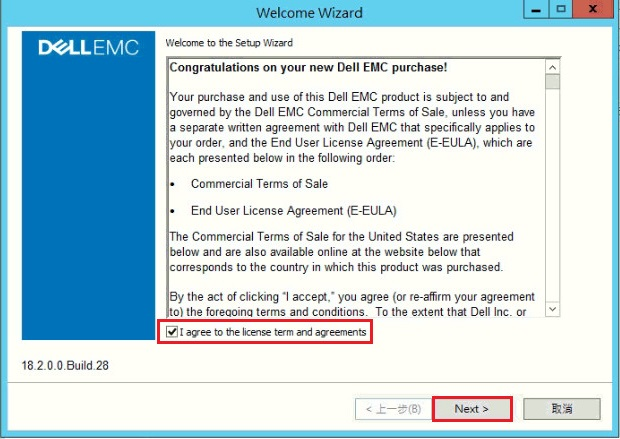 Welcome Wizard
DELLEMC
Welcome to the Setup Wizard
Congratulations on your new Dell EMC purchase!
Your purchase and use of this Dell EMC product is subject to and
governed by the Dell EMC Commercial Terms of Sale, unless you have
a separate written agreement with Dell EMC that specifically applies to
your order, and the End User License Agreement (E-EULA), which are
each presented below in the following order:
• Commercial Terms of Sale
• End User License Agreement (E-EULA)
The Commercial Terms of Sale for the United States are presented
below and are also available online at the website below that
corresponds to the country in which this product was purchased.
By the act of clicking “I accept,” you agree (or re-affirm your agreement
to) the foregoing terms and conditions. To the extent that Dell Inc. or
I agree to the license term and agreements
18.2.0.0.Build.28
< 上一步(B) Next > 取消